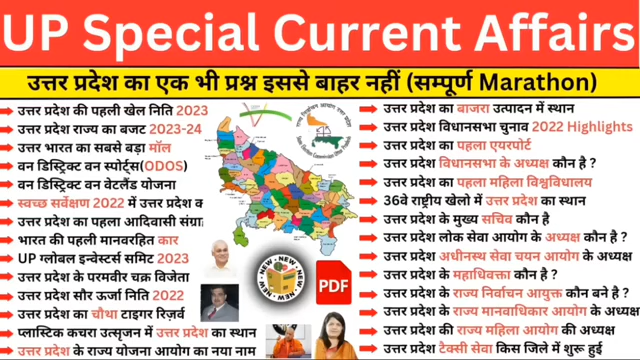 UP Special Current Affairs
उत्तर प्रदेश का एक भी प्रश्न इससे बाहर नहीं (सम्पूर्ण Marathon)
उत्तर प्रदेश की पहली खेल निति 2023
उत्तर प्रदेश राज्य का बजट 2023-24
उत्तर भारत का सबसे बड़ा मॉल
वन डिस्ट्रिक्ट वन स्पोर्ट्स(ODOS)
वन डिस्ट्रिक्ट वन वेटलैंड योजना
स्वच्छ सर्वेक्षण 2022 में उत्तर प्रदेश क
उत्तर प्रदेश का पहला आदिवासी संग्रा
भारत की पहली मानवरहित कार
UP ग्लोबल इन्वेस्टर्स समिट 2023
उत्तर प्रदेश के परमवीर चक्र विजेता
उत्तर प्रदेश सौर ऊर्जा निति 2022
उत्तर प्रदेश का चौथा टाइगर रिज़र्व
प्लास्टिक कचरा उत्सृजन में उत्तर प्रदेश का स्थान
उत्तर प्रदेश के राज्य योजना आयोग का नया नाम
NEW NEW NEW NEW NEW
PDF
उत्तर प्रदेश का बाजरा उत्पादन में स्थान
उत्तर प्रदेश विधानसभा चुनाव 2022 Highlights
उत्तर प्रदेश का पहला एयरपोर्ट
उत्तर प्रदेश विधानसभा के अध्यक्ष कौन है ?
उत्तर प्रदेश का पहला महिला विश्वविधालय
36वे राष्ट्रीय खेलो में उत्तर प्रदेश का स्थान
उत्तर प्रदेश के मुख्य सचिव कौन है
उत्तर प्रदेश लोक सेवा आयोग के अध्यक्ष कौन है ?
उत्तर प्रदेश अधीनस्थ सेवा चयन आयोग के अध्यक्ष
उत्तर प्रदेश के महाधिवक्ता कौन है ?
उत्तर प्रदेश के राज्य निर्वाचन आयुक्त कौन बने है ?
उत्तर प्रदेश के राज्य मानवाधिकार आयोग के अध्यक्ष
उत्तर प्रदेश की राज्य महिला आयोग की अध्यक्ष
उत्तर प्रदेश टैक्सी सेवा किस जिले में शुरू हुई